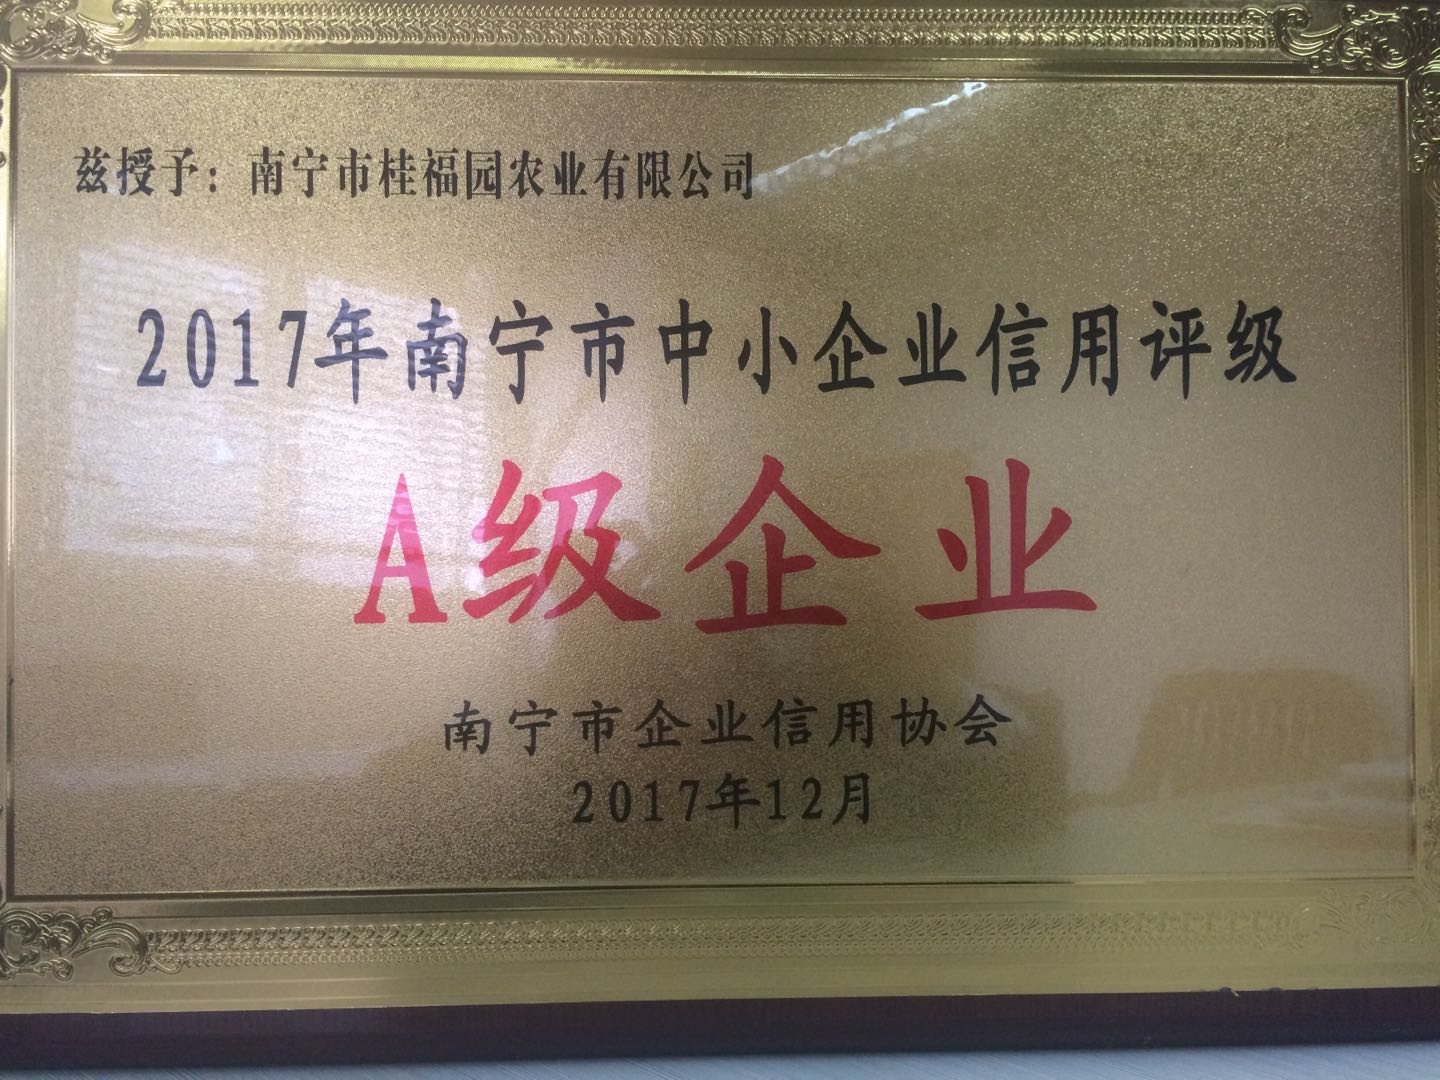 兹授予：南宁市桂福园农业有限公司
2017年南宁市中小企业信用评级
A级企业
南宁市企业信用协会
2017年12月